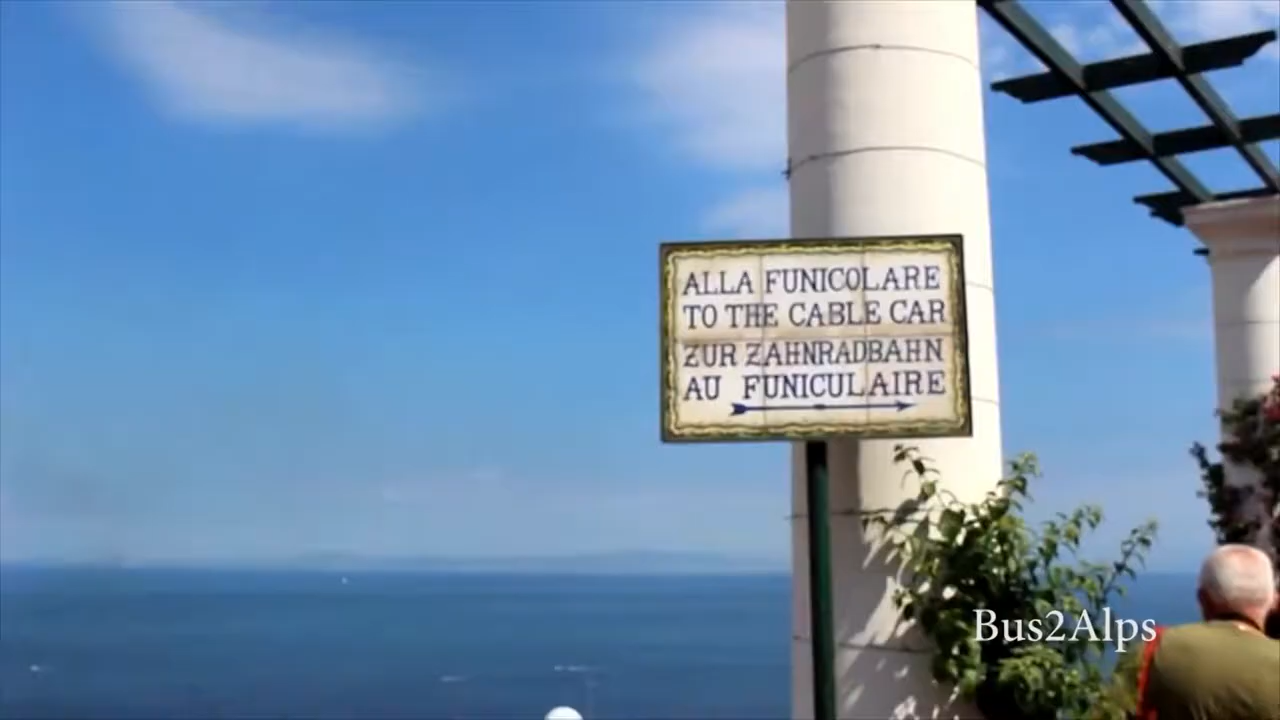 ALLA FUNICOLARE
TO THE CABLE CAR
ZUR ZAHNRADBAHN
AU FUNICULAIRE
Bus2Alps